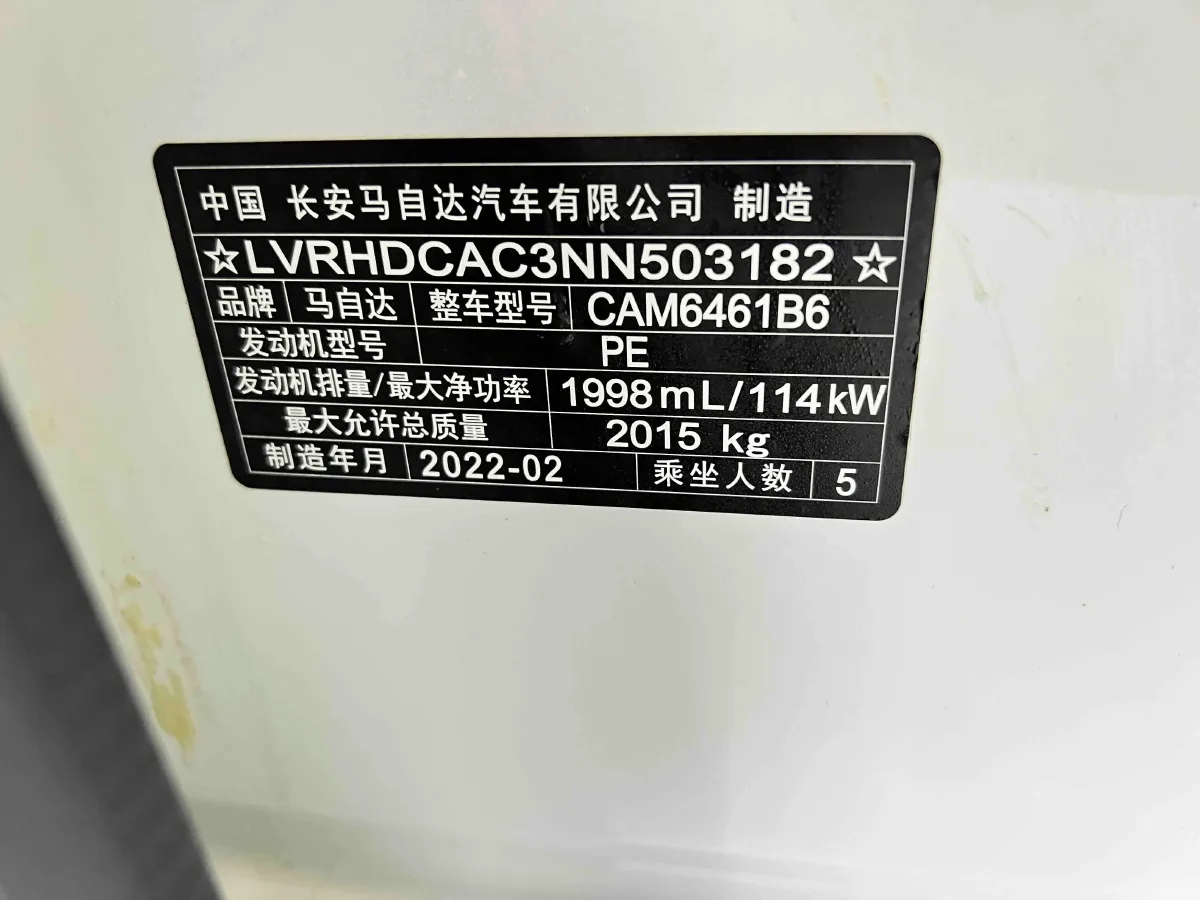 中国 长安马自达汽车有限公司 制造
☆LVRHDCAC3NN503182☆
品牌 马自达 整车型号 CAM6461B6
发动机型号 PE
发动机排量/最大净功率 1998mL/114kW
最大允许总质量 2015 kg
制造年月 2022-02 乘坐人数 5